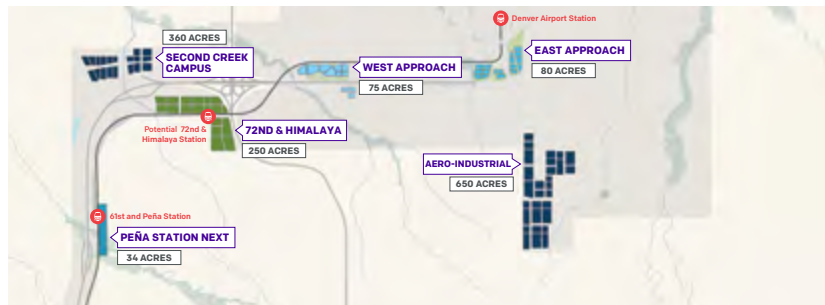 Denver Airport Station
360 ACRES
SECOND CREEK
CAMPUS
WEST APPROACH
75 ACRES
EAST APPROACH
80 ACRES
Potential 72nd &
Himalaya Station
72ND & HIMALAYA
250 ACRES
AERO-INDUSTRIAL
650 ACRES
61st and Peña Station
PEÑA STATION NEXT
34 ACRES